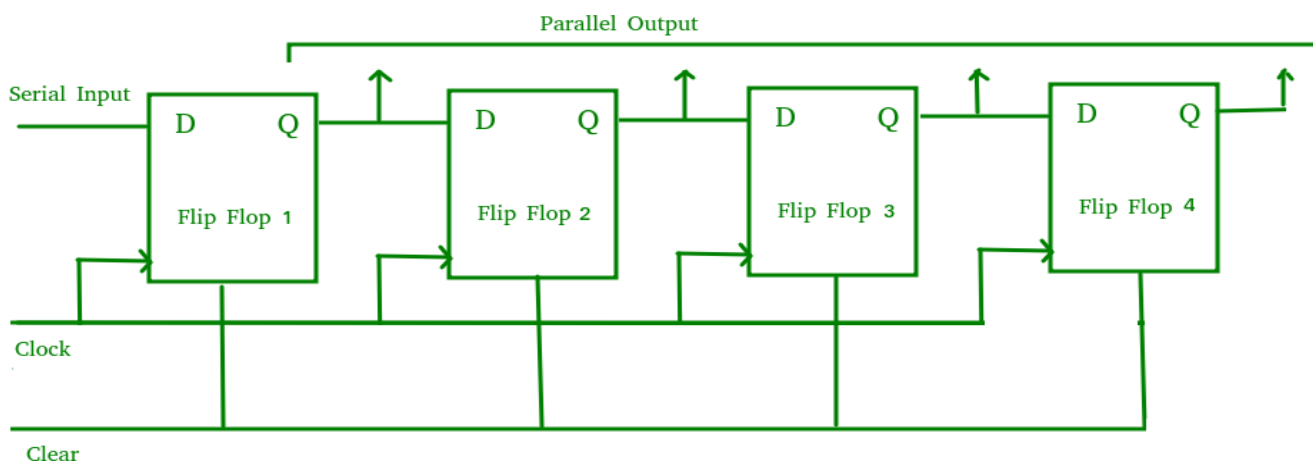 Parallel Output
Serial Input
D Q
D Q
D Q
D Q
Flip Flop 1
Flip Flop 2
Flip Flop 3
Flip Flop 4
Clock
Clear